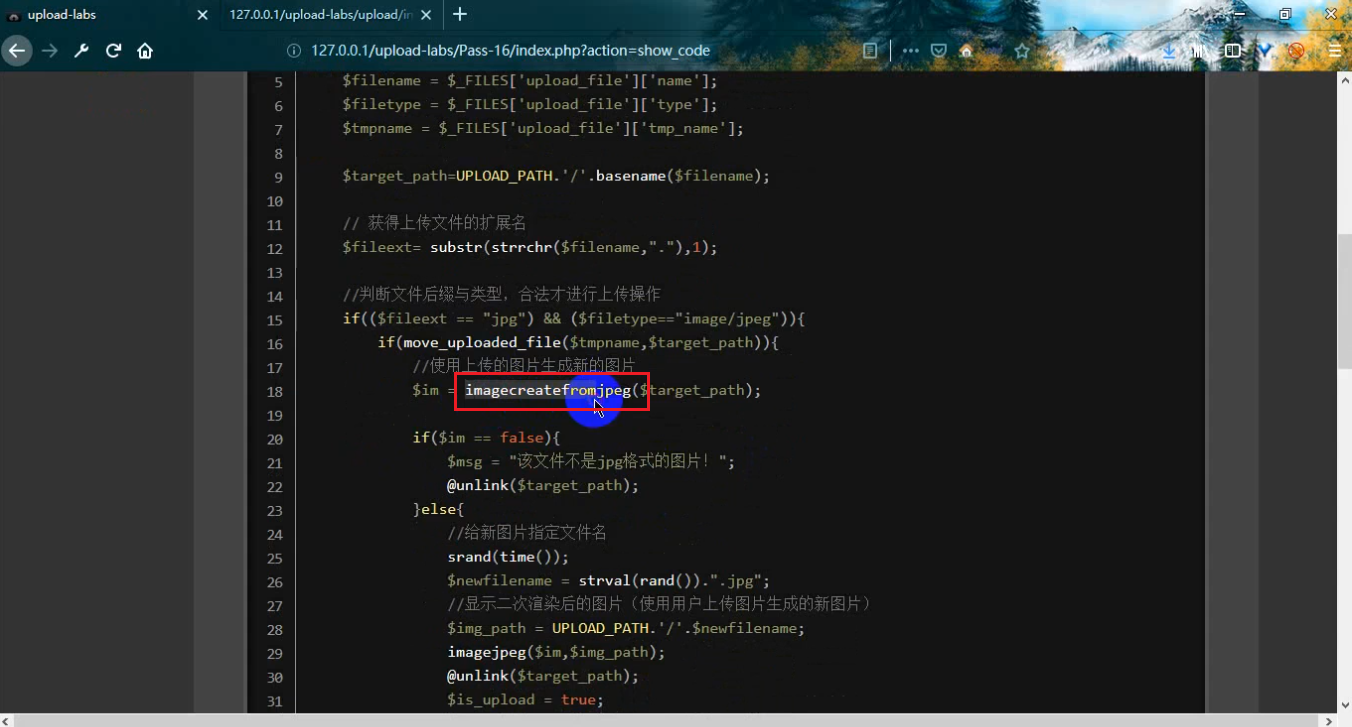 upload-labs
127.0.0.1/upload-labs/upload/in
127.0.0.1/upload-labs/Pass-16/index.php?action=show_code
5 $filename = $_FILES['upload_file']['name'];
6 $filetype = $_FILES['upload_file']['type'];
7 $tmpname = $_FILES['upload_file']['tmp_name'];
8
9 $target_path=UPLOAD_PATH.'/'.basename($filename);
10
11 // 获得上传文件的扩展名
12 $fileext= substr(strrchr($filename,"."),1);
13
14 //判断文件后缀与类型，合法才进行上传操作
15 if(($fileext == "jpg") && ($filetype=="image/jpeg")){
16 if(move_uploaded_file($tmpname,$target_path)){
17 //使用上传的图片生成新的图片
18 $im = imagecreatefromjpeg($target_path);
19
20 if($im == false){
21 $msg = "该文件不是jpg格式的图片！";
22 @unlink($target_path);
23 }else{
24 //给新图片指定文件名
25 srand(time());
26 $newfilename = strval(rand()).".jpg";
27 //显示二次渲染后的图片（使用用户上传图片生成的新图片）
28 $img_path = UPLOAD_PATH.'/'.$newfilename;
29 imagejpeg($im,$img_path);
30 @unlink($target_path);
31 $is_upload = true;